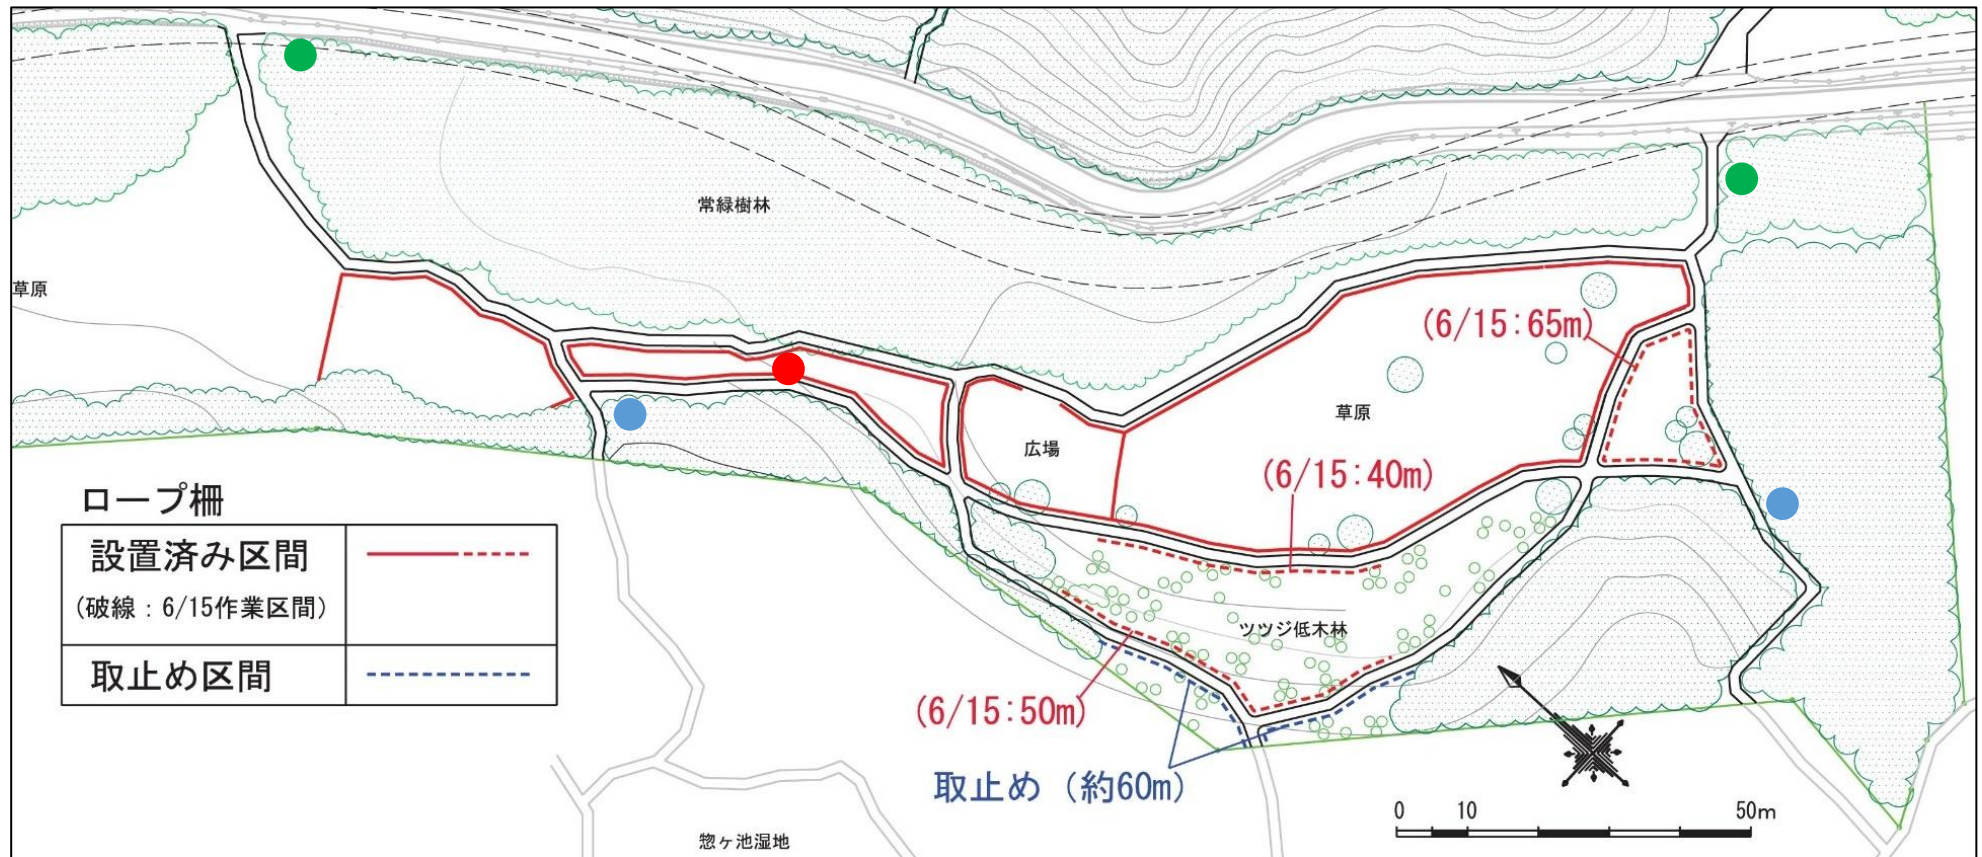 常緑樹林
草原
(6/15:65m)
草原
広場
(6/15:40m)
ロープ柵
設置済み区間
(破線：6/15作業区間)
取止め区間
ツツジ低木林
(6/15:50m)
取止め（約60m）
0 10 50m
惣ヶ池湿地